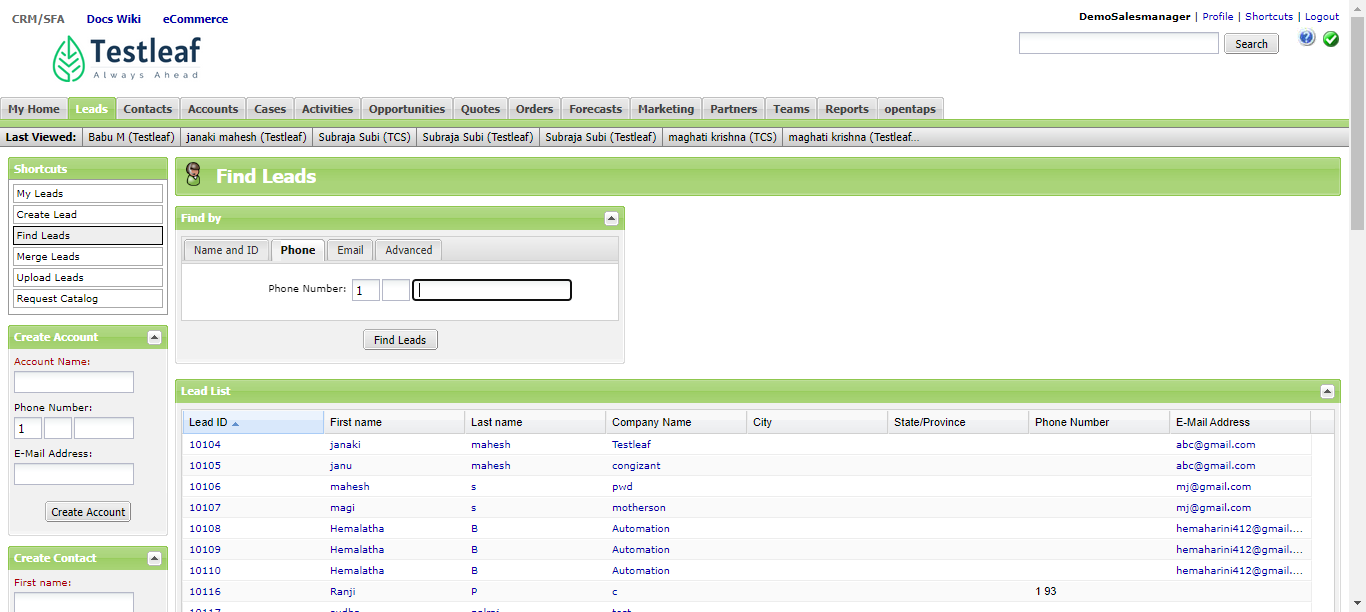 CRM/SFA Docs Wiki eCommerce
DemoSalesmanager | Profile | Shortcuts | Logout
Testleaf
Always Ahead
Search
My Home Leads Contacts Accounts Cases Activities Opportunities Quotes Orders Forecasts Marketing Partners Teams Reports opentaps
Last Viewed: Babu M (Testleaf) janaki mahesh (Testleaf) Subraja Subi (TCS) Subraja Subi (Testleaf) Subraja Subi (Testleaf) maghati krishna (TCS) maghati krishna (Testleaf...
Shortcuts
My Leads
Create Lead
Find Leads
Merge Leads
Upload Leads
Request Catalog
Create Account
Account Name:
Phone Number:
1
E-Mail Address:
Create Account
Create Contact
First name:
Find Leads
Find by
Name and ID Phone Email Advanced
Phone Number: 1
Find Leads
Lead List
Lead ID First name Last name Company Name City State/Province Phone Number E-Mail Address
10104 janaki mahesh Testleaf abc@gmail.com
10105 janu mahesh congizant abc@gmail.com
10106 mahesh s pwd mj@gmail.com
10107 magi s motherson mj@gmail.com
10108 Hemalatha B Automation hemaharini412@gmail....
10109 Hemalatha B Automation hemaharini412@gmail....
10110 Hemalatha B Automation hemaharini412@gmail....
10116 Ranji P c 1 93